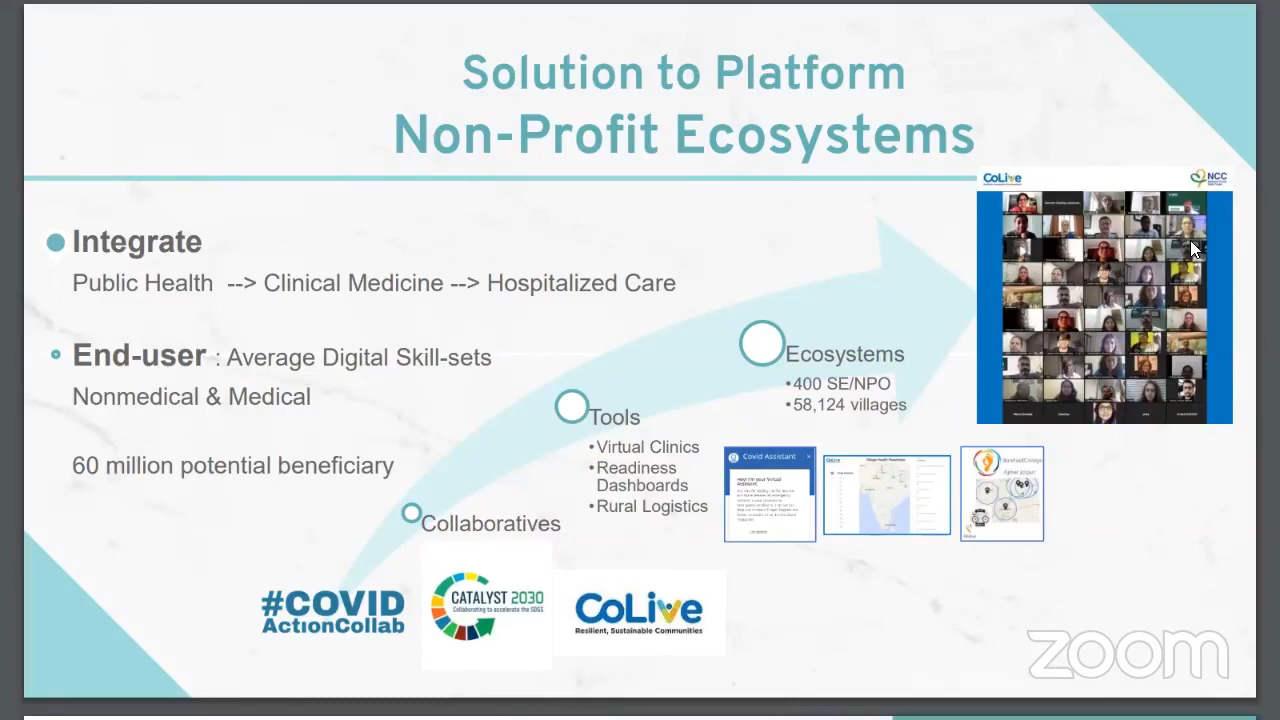 Solution to Platform
Non-Profit Ecosystems
CoLive
NCC
Integrate
Public Health --> Clinical Medicine --> Hospitalized Care
End-user : Average Digital Skill-sets
Nonmedical & Medical
60 million potential beneficiary
Ecosystems
•400 SE/NPO
•58,124 villages
Tools
•Virtual Clinics
•Readiness
Dashboards
•Rural Logistics
Covid Assistant
Collaboratives
#COVID
ActionCollab
CATALYST 2030
Collaborating to accelerate the SDGS
CoLive
Resilient, Sustainable Communities
zoom